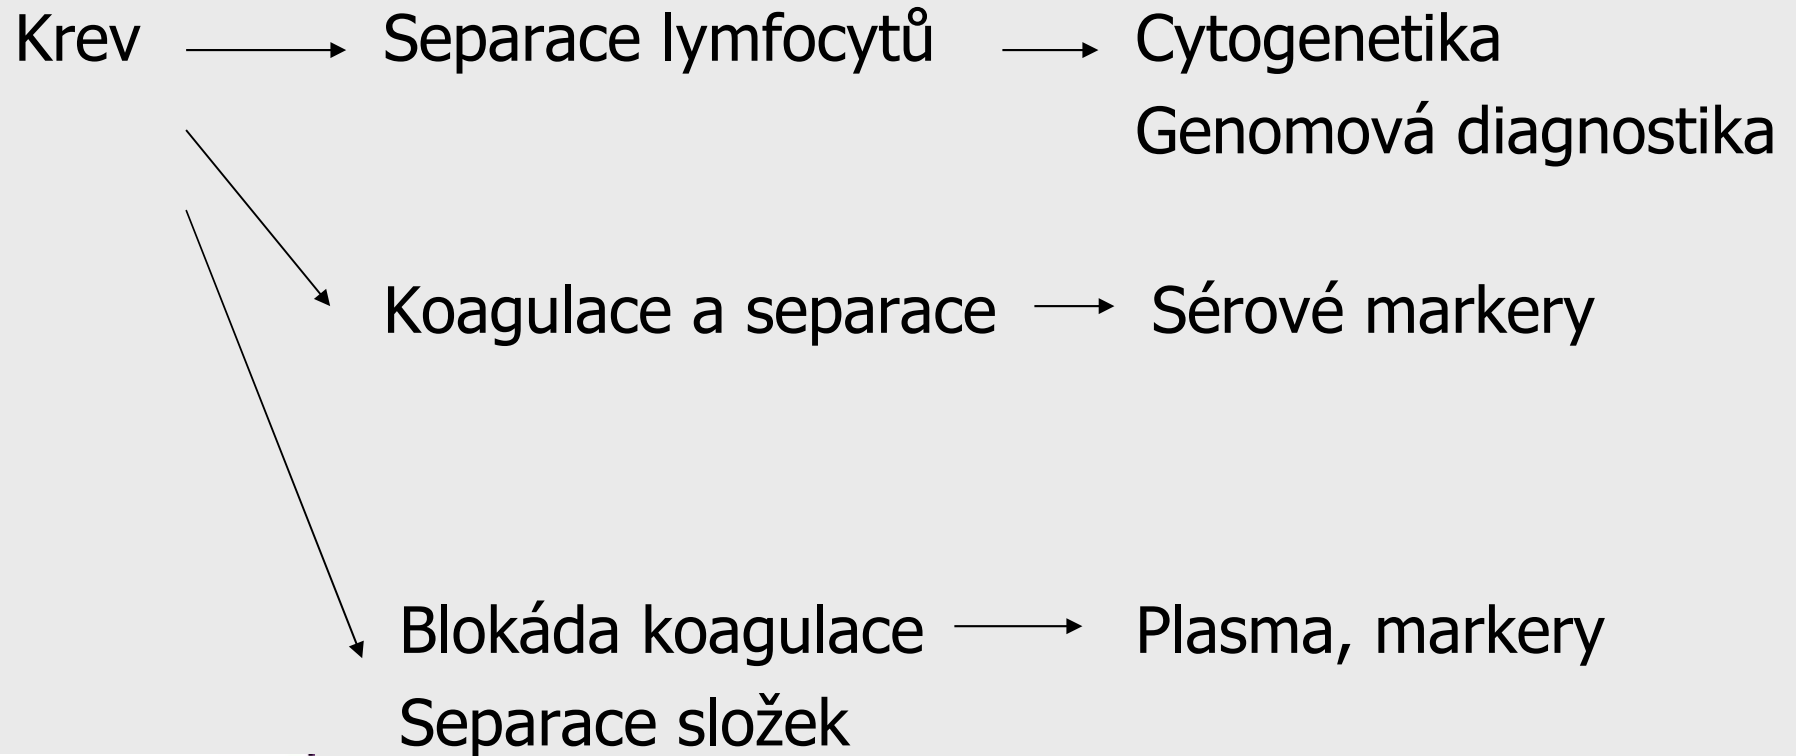 Krev Separace lymfocytů Cytogenetika
Genomová diagnostika
Koagulace a separace Sérové markery
Blokáda koagulace Plasma, markery
Separace složek